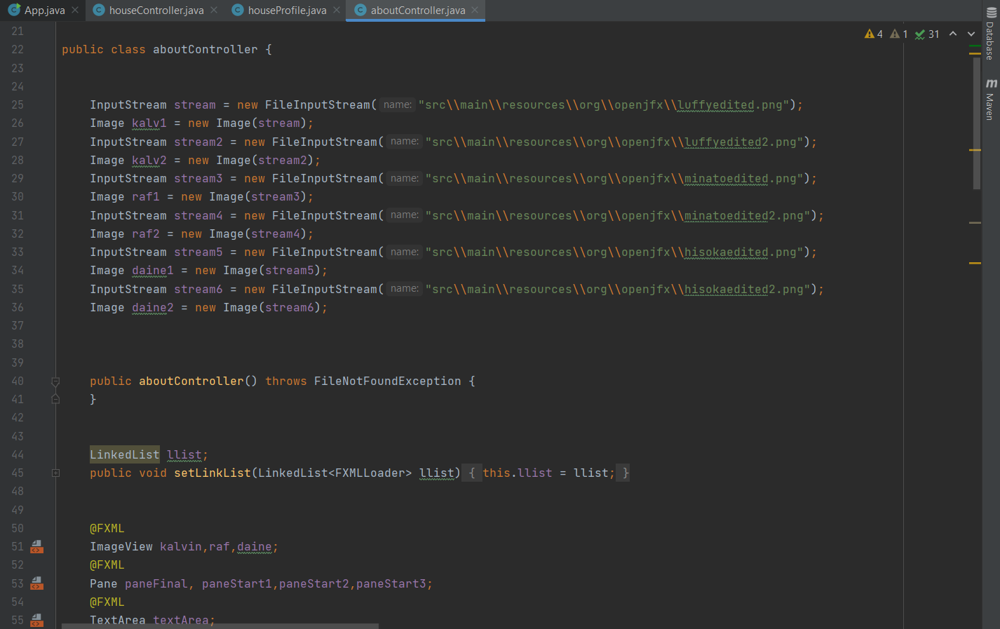 App.java houseController.java houseProfile.java aboutController.java
4 1 31
Database
Maven
21
22 public class aboutController {
23
24
25 InputStream stream = new FileInputStream( name: "src\\main\\resources\\org\\openjfx\\luffyedited.png");
26 Image kalv1 = new Image(stream);
27 InputStream stream2 = new FileInputStream( name: "src\\main\\resources\\org\\openjfx\\luffyedited2.png");
28 Image kalv2 = new Image(stream2);
29 InputStream stream3 = new FileInputStream( name: "src\\main\\resources\\org\\openjfx\\minatoedited.png");
30 Image raf1 = new Image(stream3);
31 InputStream stream4 = new FileInputStream( name: "src\\main\\resources\\org\\openjfx\\minatoedited2.png");
32 Image raf2 = new Image(stream4);
33 InputStream stream5 = new FileInputStream( name: "src\\main\\resources\\org\\openjfx\\hisokaedited.png");
34 Image daine1 = new Image(stream5);
35 InputStream stream6 = new FileInputStream( name: "src\\main\\resources\\org\\openjfx\\hisokaedited2.png");
36 Image daine2 = new Image(stream6);
37
38
39
40 public aboutController() throws FileNotFoundException {
41 }
42
43
44 LinkedList llist;
45 public void setLinkList(LinkedList<FXMLLoader> llist) { this.llist = llist; }
48
49
50 @FXML
51 ImageView kalvin,raf,daine;
52 @FXML
53 Pane paneFinal, paneStart1,paneStart2,paneStart3;
54 @FXML
55 TextArea textArea;